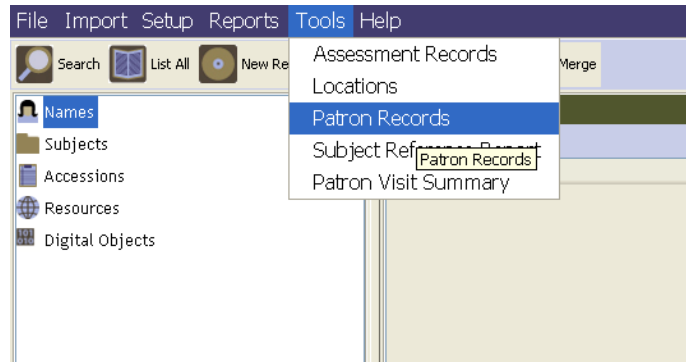 File Import Setup Reports Tools Help
Search List All New Re Merge
Assessment Records
Locations
Patron Records
Subject Reference Report
Patron Records
Patron Visit Summary
Names
Subjects
Accessions
Resources
Digital Objects